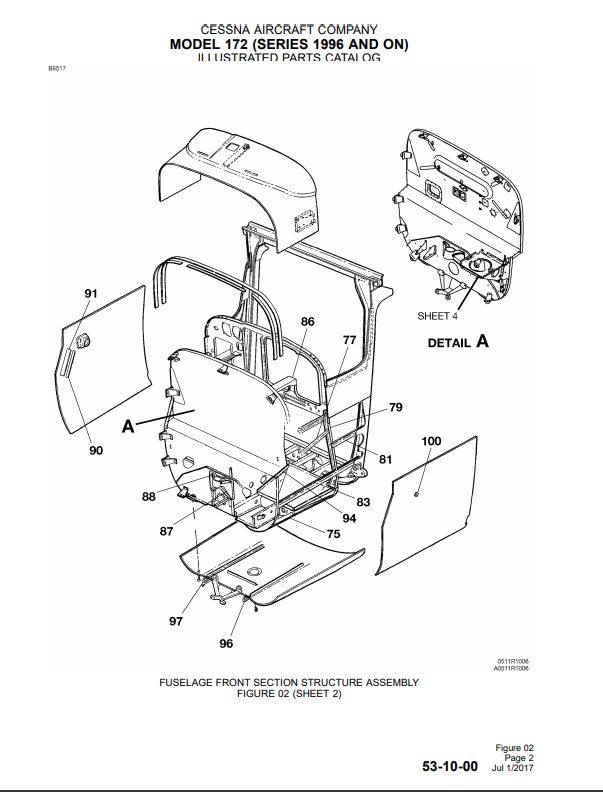 CESSNA AIRCRAFT COMPANY
MODEL 172 (SERIES 1996 AND ON)
ILLUSTRATED PARTS CATALOG
B8517
SHEET 4
DETAIL A
91
86
77
79
A
90
100
81
88
83
87
94
75
97
96
0511R1006
A0511R1006
FUSELAGE FRONT SECTION STRUCTURE ASSEMBLY
FIGURE 02 (SHEET 2)
Figure 02
Page 2
53-10-00 Jul 1/2017